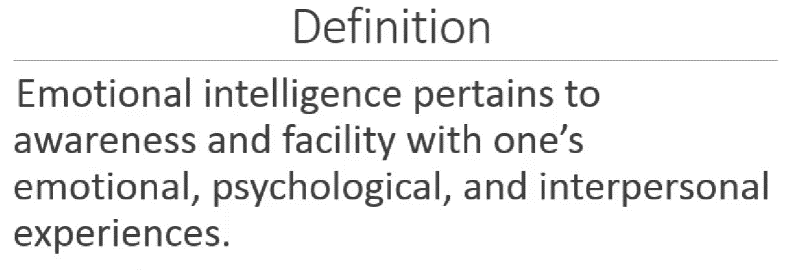 Definition
Emotional intelligence pertains to
awareness and facility with one’s
emotional, psychological, and interpersonal
experiences.